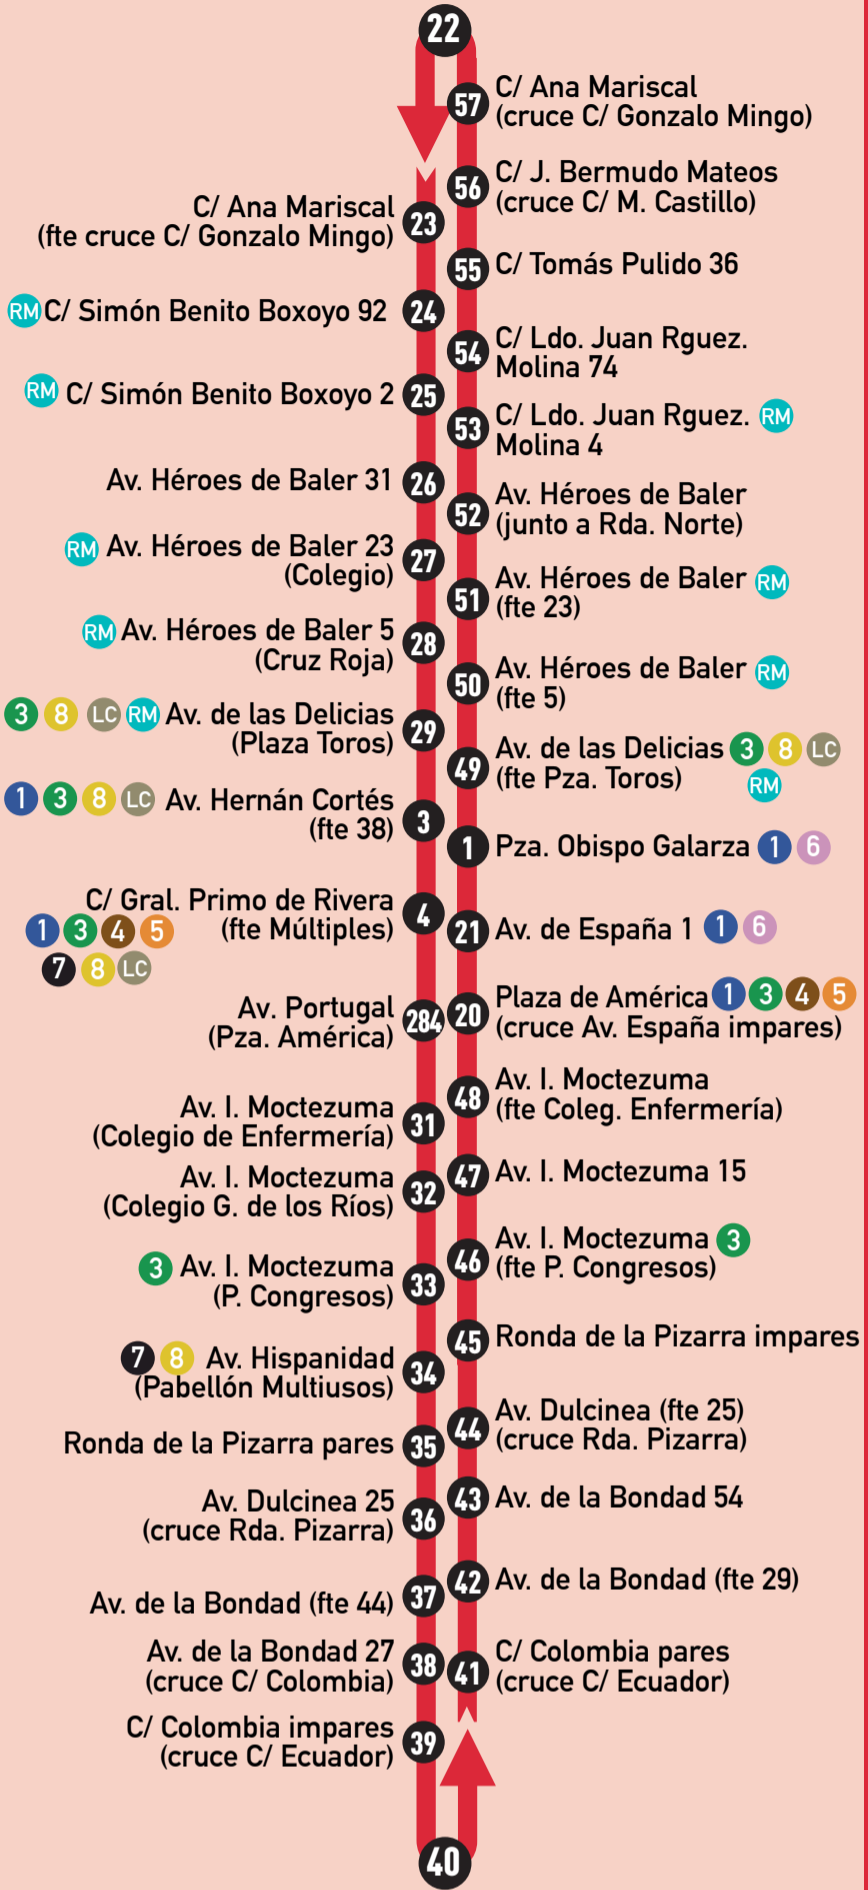 22
57 C/ Ana Mariscal
(cruce C/ Gonzalo Mingo)
56 C/ J. Bermudo Mateos
(cruce C/ M. Castillo)
C/ Ana Mariscal
(fte cruce C/ Gonzalo Mingo) 23
55 C/ Tomás Pulido 36
RM C/ Simón Benito Boxoyo 92 24
54 C/ Ldo. Juan Rguez.
Molina 74
RM C/ Simón Benito Boxoyo 2 25
53 C/ Ldo. Juan Rguez. RM
Molina 4
Av. Héroes de Baler 31 26
52 Av. Héroes de Baler
(junto a Rda. Norte)
RM Av. Héroes de Baler 23
(Colegio) 27
51 Av. Héroes de Baler RM
(fte 23)
RM Av. Héroes de Baler 5
(Cruz Roja) 28
50 Av. Héroes de Baler RM
(fte 5)
3 8 LC RM Av. de las Delicias
(Plaza Toros) 29
49 Av. de las Delicias 3 8 LC
(fte Pza. Toros) RM
1 3 8 LC Av. Hernán Cortés
(fte 38) 3
1 Pza. Obispo Galarza 1 6
C/ Gral. Primo de Rivera
1 3 4 5 (fte Múltiples) 4
7 8 LC
21 Av. de España 1 1 6
Av. Portugal
(Pza. América) 284
20 Plaza de América 1 3 4 5
(cruce Av. España impares)
48 Av. I. Moctezuma
(fte Coleg. Enfermería)
Av. I. Moctezuma
(Colegio de Enfermería) 31
47 Av. I. Moctezuma 15
Av. I. Moctezuma
(Colegio G. de los Ríos) 32
46 Av. I. Moctezuma 3
(fte P. Congresos)
3 Av. I. Moctezuma
(P. Congresos) 33
45 Ronda de la Pizarra impares
7 8 Av. Hispanidad
(Pabellón Multiusos) 34
44 Av. Dulcinea (fte 25)
(cruce Rda. Pizarra)
Ronda de la Pizarra pares 35
43 Av. de la Bondad 54
Av. Dulcinea 25
(cruce Rda. Pizarra) 36
42 Av. de la Bondad (fte 29)
Av. de la Bondad (fte 44) 37
Av. de la Bondad 27
(cruce C/ Colombia) 38
41 C/ Colombia pares
(cruce C/ Ecuador)
C/ Colombia impares
(cruce C/ Ecuador) 39
40